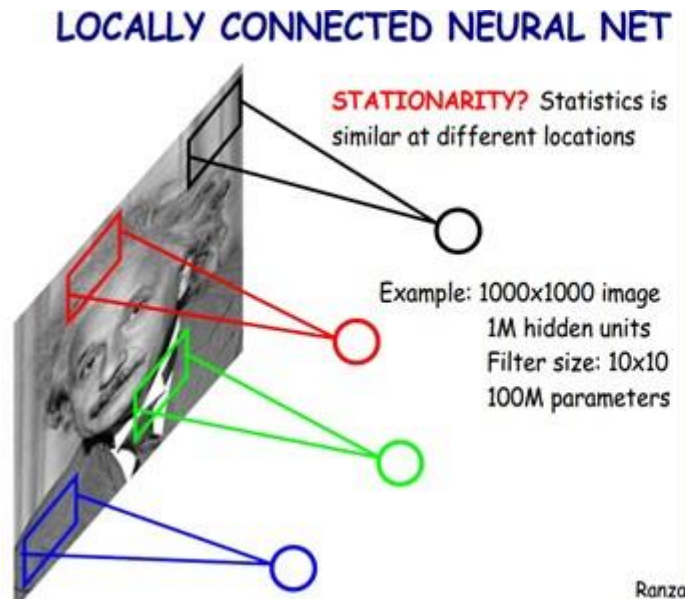 LOCALLY CONNECTED NEURAL NET
STATIONARITY? Statistics is
similar at different locations
Example: 1000x1000 image
1M hidden units
Filter size: 10x10
100M parameters
Ranza